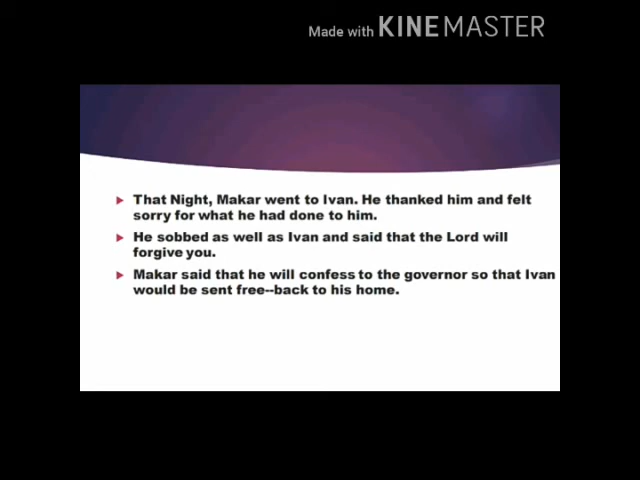 Made with KINEMASTER
That Night, Makar went to Ivan. He thanked him and felt
sorry for what he had done to him.
He sobbed as well as Ivan and said that the Lord will
forgive you.
Makar said that he will confess to the governor so that Ivan
would be sent free--back to his home.